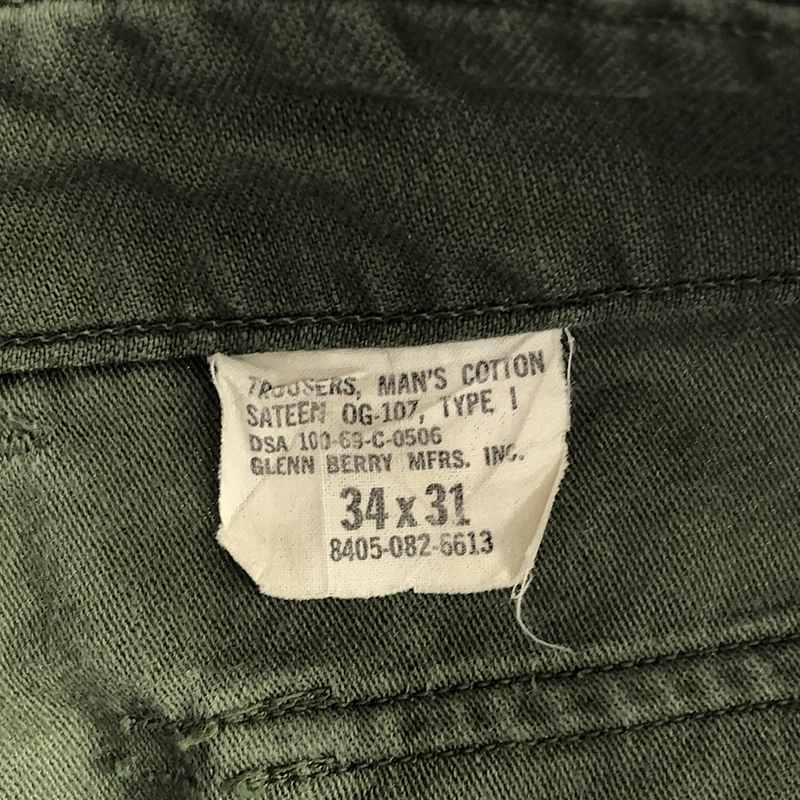 TROUSERS, MAN'S COTTON
SATEEN OG-107, TYPE I
DSA 100-69-C-0506
GLENN BERRY MFRS. INC.
34 x 31
8405-082-6613